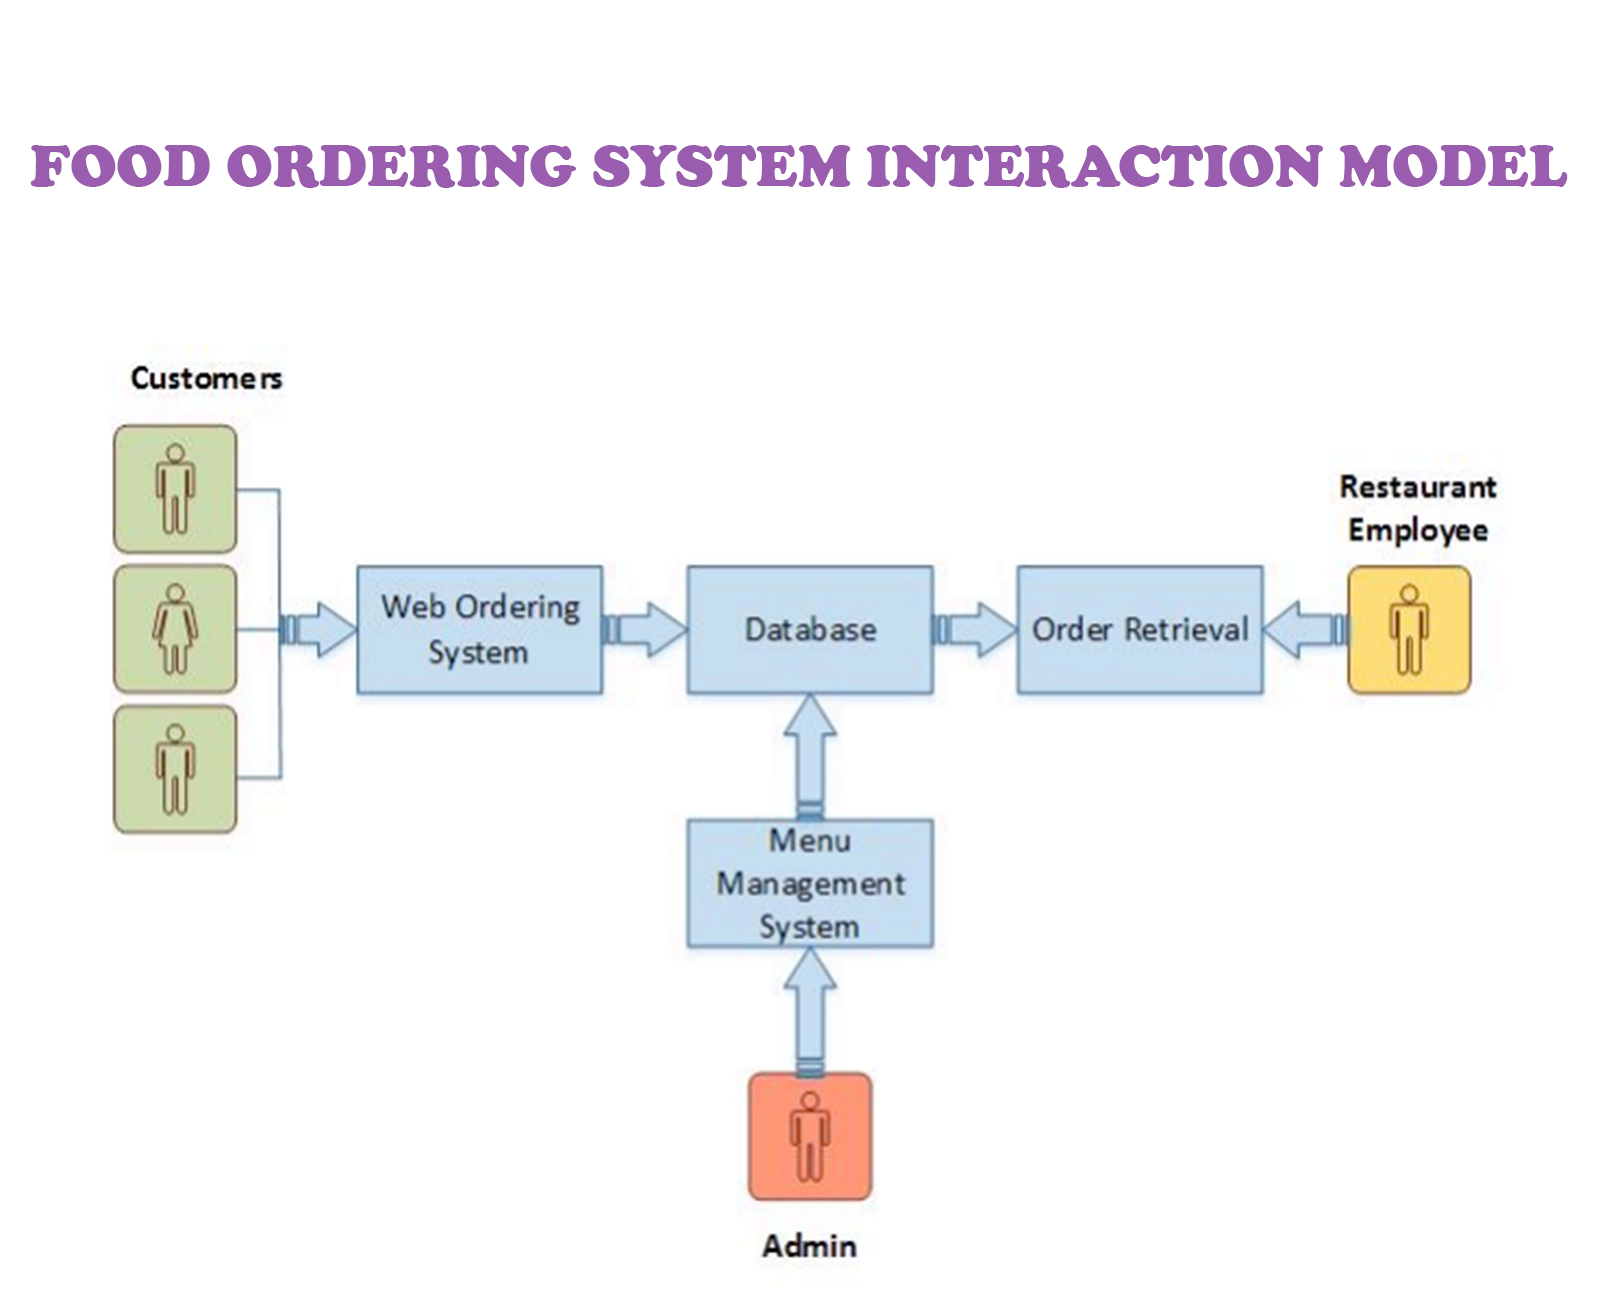 FOOD ORDERING SYSTEM INTERACTION MODEL
Customers
Restaurant
Employee
Web Ordering
System
Database
Order Retrieval
Menu
Management
System
Admin